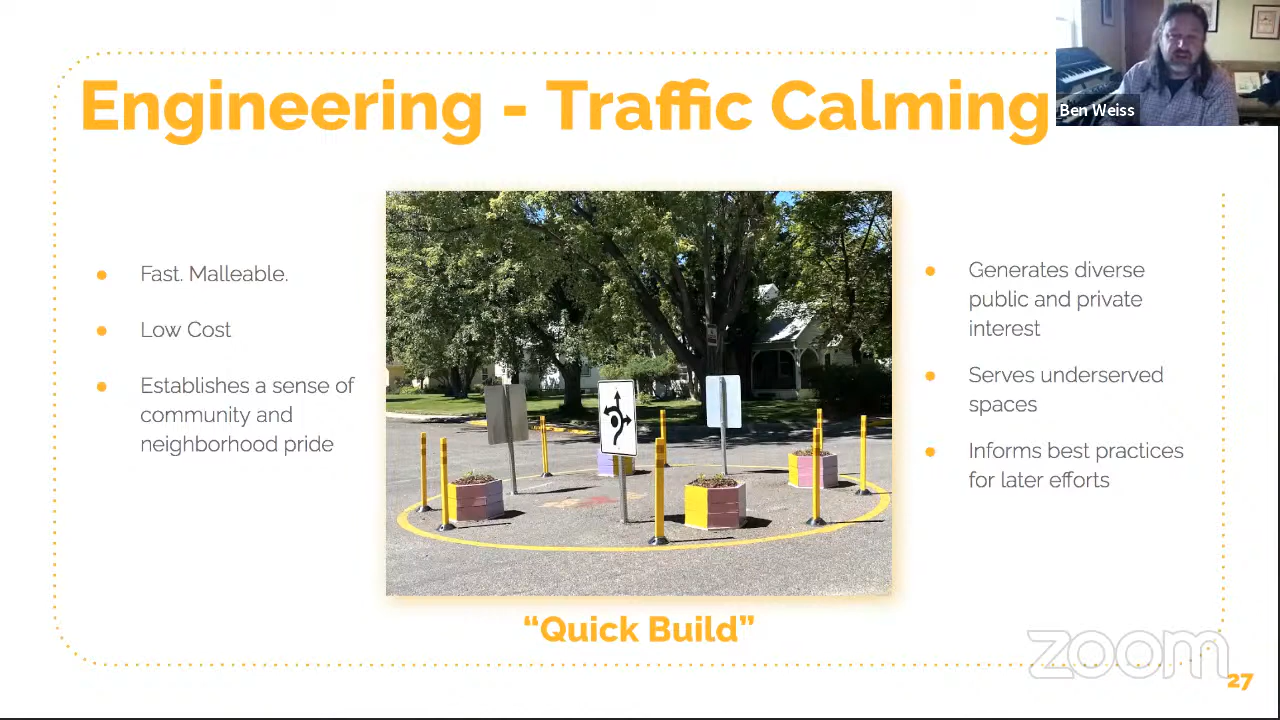 Engineering - Traffic Calming
Ben Weiss
Fast. Malleable.
Low Cost
Establishes a sense of
community and
neighborhood pride
Generates diverse
public and private
interest
Serves underserved
spaces
Informs best practices
for later efforts
“Quick Build”
zoom
27